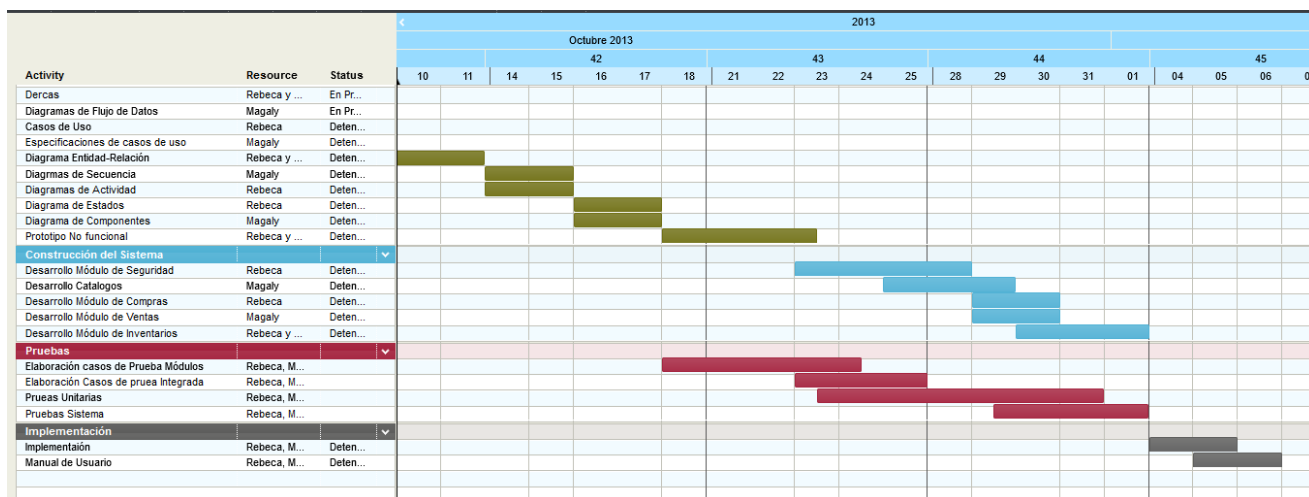 2013
Octubre 2013
42 43 44 45
Activity Resource Status 10 11 14 15 16 17 18 21 22 23 24 25 28 29 30 31 01 04 05 06
Dercas Rebeca y ... En Pr...
Diagramas de Flujo de Datos Magaly En Pr...
Casos de Uso Rebeca Deten...
Especificaciones de casos de uso Magaly Deten...
Diagrama Entidad-Relación Rebeca y ... Deten...
Diagrmas de Secuencia Magaly Deten...
Diagramas de Actividad Rebeca Deten...
Diagrama de Estados Rebeca Deten...
Diagrama de Componentes Magaly Deten...
Prototipo No funcional Rebeca y ... Deten...
Construcción del Sistema
Desarrollo Módulo de Seguridad Rebeca Deten...
Desarrollo Catalogos Magaly Deten...
Desarrollo Módulo de Compras Rebeca Deten...
Desarrollo Módulo de Ventas Magaly Deten...
Desarrollo Módulo de Inventarios Rebeca y ... Deten...
Pruebas
Elaboración casos de Prueba Módulos Rebeca, M...
Elaboración Casos de pruea Integrada Rebeca, M...
Prueas Unitarias Rebeca, M...
Pruebas Sistema Rebeca, M...
Implementación
Implementaión Rebeca, M... Deten...
Manual de Usuario Rebeca, M... Deten...